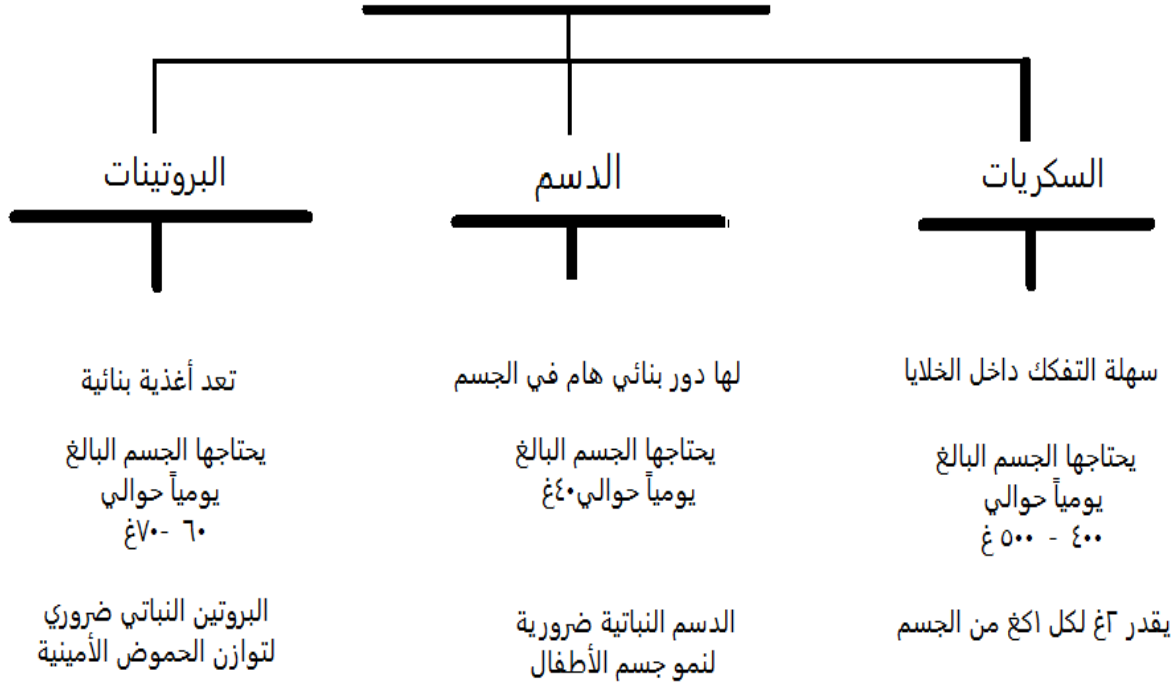 السكريات
الدسم
البروتينات
سهلة التفكك داخل الخلايا
يحتاجها الجسم البالغ
يومياً حوالي
٤٠٠ - ٥٠٠ غ
يقدر ٢غ لكل ١كغ من الجسم
لها دور بنائي هام في الجسم
يحتاجها الجسم البالغ
يومياً حوالي٤٠غ
الدسم النباتية ضرورية
لنمو جسم الأطفال
تعد أغذية بنائية
يحتاجها الجسم البالغ
يومياً حوالي
٦٠ -٧٠غ
البروتين النباتي ضروري
لتوازن الحموض الأمينية